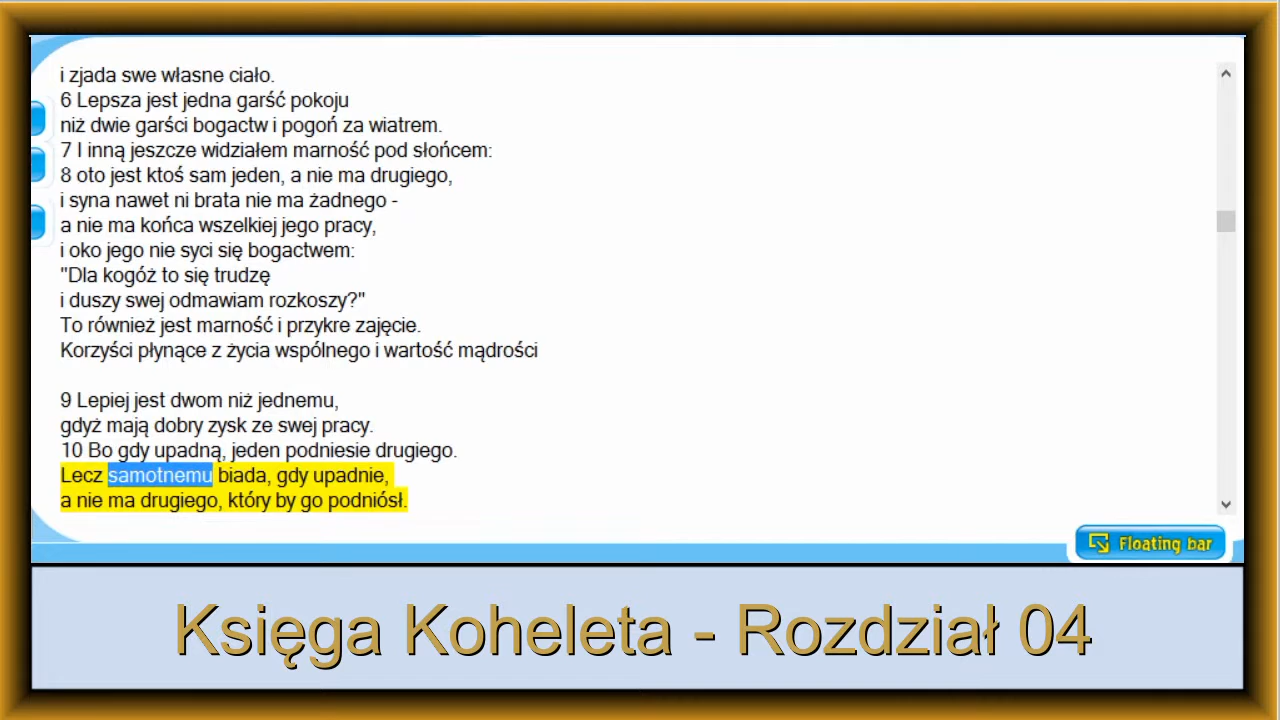 i zjada swe własne ciało.
6 Lepsza jest jedna garść pokoju
niż dwie garści bogactw i pogoń za wiatrem.
7 I inną jeszcze widziałem marność pod słońcem:
8 oto jest ktoś sam jeden, a nie ma drugiego,
i syna nawet ni brata nie ma żadnego -
a nie ma końca wszelkiej jego pracy,
i oko jego nie syci się bogactwem:
"Dla kogóż to się trudzę
i duszy swej odmawiam rozkoszy?"
To również jest marność i przykre zajęcie.
Korzyści płynące z życia wspólnego i wartość mądrości
9 Lepiej jest dwom niż jednemu,
gdyż mają dobry zysk ze swej pracy.
10 Bo gdy upadną, jeden podniesie drugiego.
Lecz samotnemu biada, gdy upadnie,
a nie ma drugiego, który by go podniósł.
Floating bar
Księga Koheleta - Rozdział 04